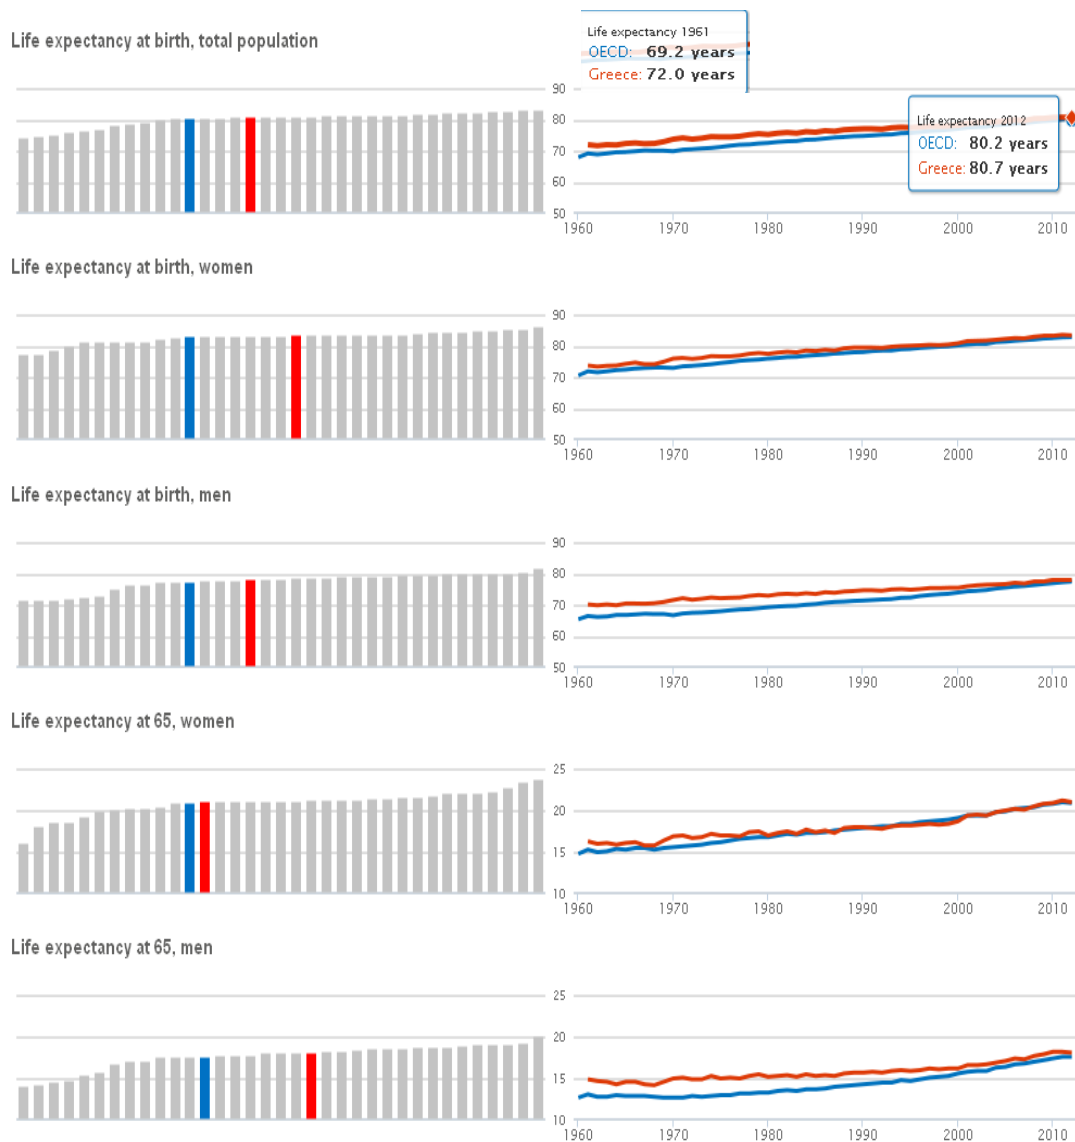 Life expectancy at birth, total population
Life expectancy 1961
OECD: 69.2 years
Greece: 72.0 years
90
80
70
60
50
Life expectancy 2012
OECD: 80.2 years
Greece: 80.7 years
1960 1970 1980 1990 2000 2010
Life expectancy at birth, women
90
80
70
60
50
1960 1970 1980 1990 2000 2010
Life expectancy at birth, men
90
80
70
60
50
1960 1970 1980 1990 2000 2010
Life expectancy at 65, women
25
20
15
10
1960 1970 1980 1990 2000 2010
Life expectancy at 65, men
25
20
15
10
1960 1970 1980 1990 2000 2010